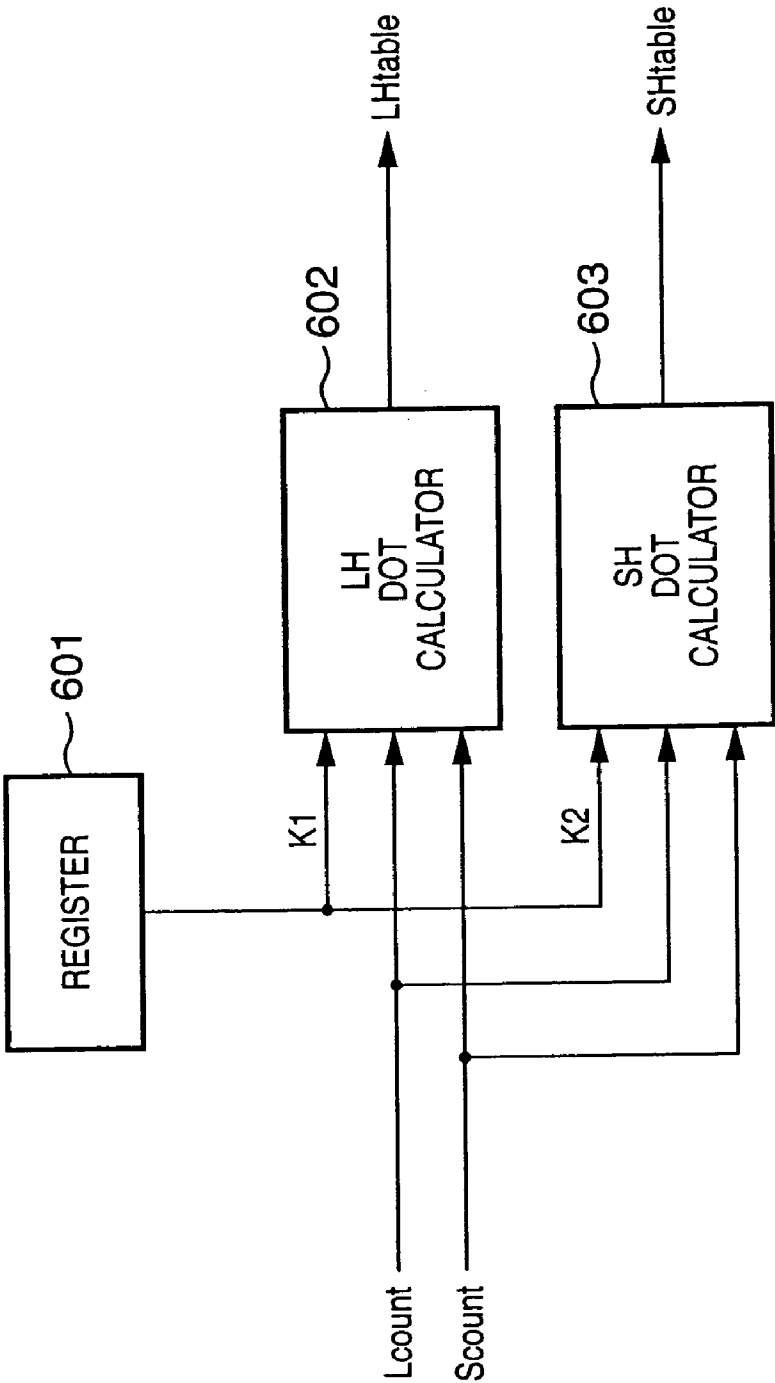 REGISTER
601
K1
K2
Lcount
Scount
LH
DOT
CALCULATOR
602
LHtable
SH
DOT
CALCULATOR
603
SHtable